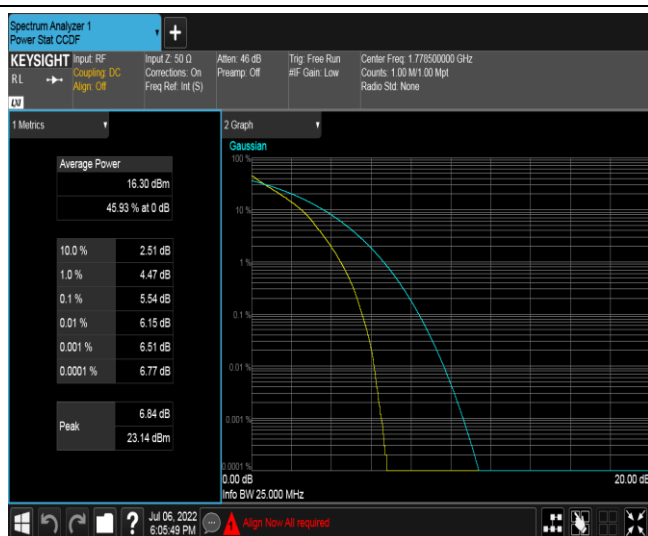 Spectrum Analyzer 1
Power Stat CCDF
+
KEYSIGHT Input: RF Input Z: 50 Ω Atten: 46 dB Trig: Free Run Center Freq: 1.778500000 GHz
RL Coupling: DC Corrections: On Preamp: Off #IF Gain: Low Counts: 1.00 M/1.00 Mpt
Align: Off Freq Ref: Int (S) Radio Std: None
LXI
1 Metrics
Average Power
16.30 dBm
45.93 % at 0 dB
10.0 % 2.51 dB
1.0 % 4.47 dB
0.1 % 5.54 dB
0.01 % 6.15 dB
0.001 % 6.51 dB
0.0001 % 6.77 dB
Peak 6.84 dB
23.14 dBm
2 Graph
Gaussian
100 %
10 %
1 %
0.1 %
0.01 %
0.001 %
0.0001 %
0.00 dB 20.00 dB
Info BW 25.000 MHz
? Jul 06, 2022
6:05:49 PM
Align Now All required